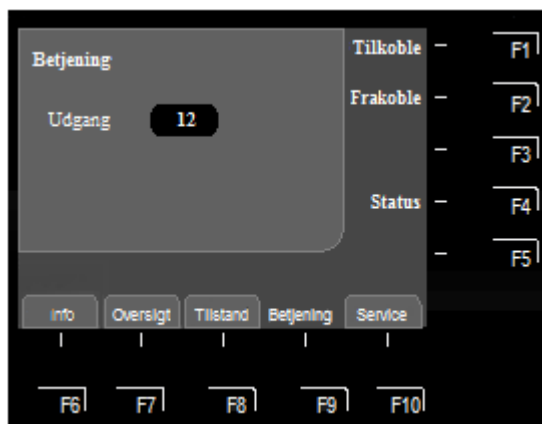 Betjening
Udgang 12
Tilkoble F1
Frakoble F2
F3
Status F4
F5
Info Oversigt Tilstand Betjening Service
F6 F7 F8 F9 F10